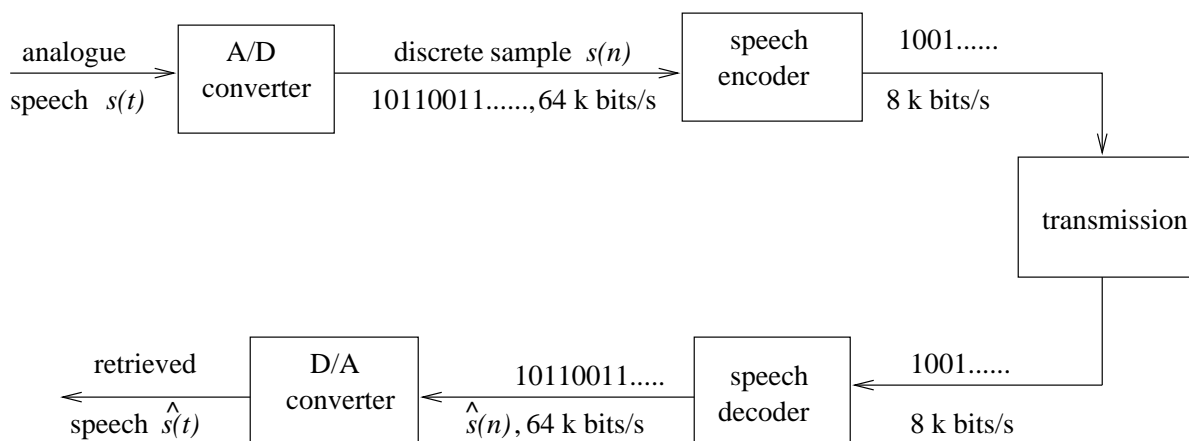 analogue
speech s(t)
A/D
converter
discrete sample s(n)
10110011......, 64 k bits/s
speech
encoder
1001......
8 k bits/s
transmission
1001......
8 k bits/s
speech
decoder
10110011.....
ŝ(n), 64 k bits/s
D/A
converter
retrieved
speech ŝ(t)